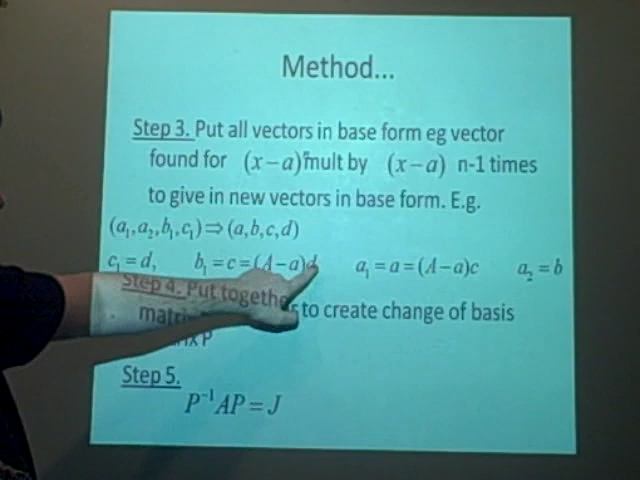 Method...
Step 3. Put all vectors in base form eg vector
found for (x-a)ⁿ mult by (x-a) n-1 times
to give in new vectors in base form. E.g.
(a₁,a₂,b₁,c₁)⇒(a,b,c,d)
c₁=d, b₁=c=(A-a)d a₁=a=(A-a)c a₂=b
Step 4. Put together
to create change of basis
P
Step 5.
P⁻¹AP=J